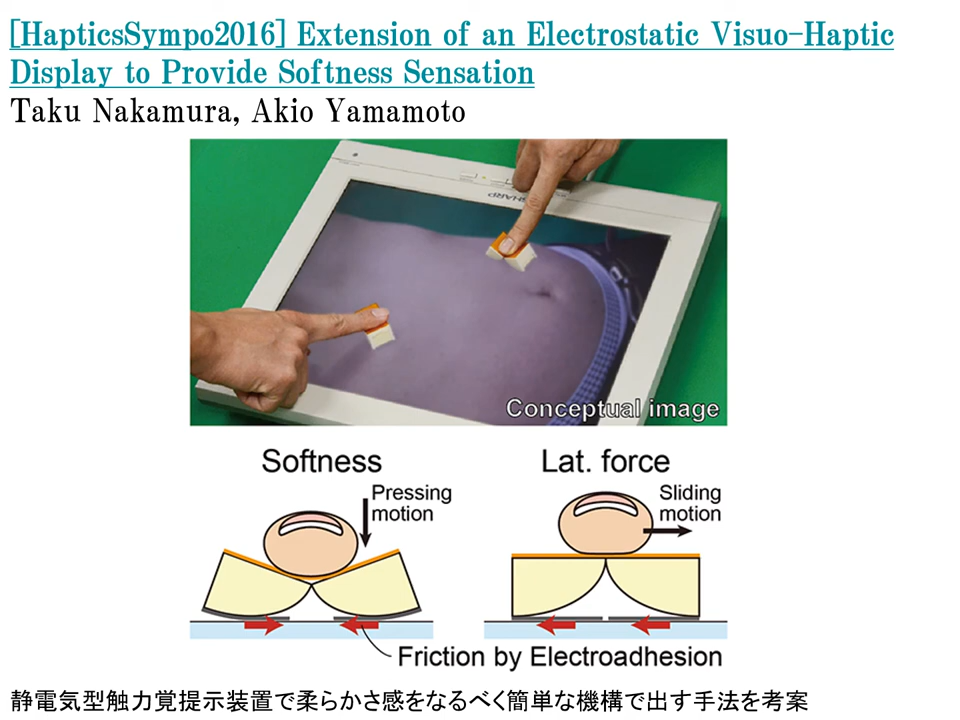 [HapticsSympo2016] Extension of an Electrostatic Visuo-Haptic
Display to Provide Softness Sensation
Taku Nakamura, Akio Yamamoto
SHARP
Conceptual image
Softness
Lat. force
Pressing
motion
Sliding
motion
Friction by Electroadhesion
静電気型触力覚提示装置で柔らかさ感をなるべく簡単な機構で出す手法を考案